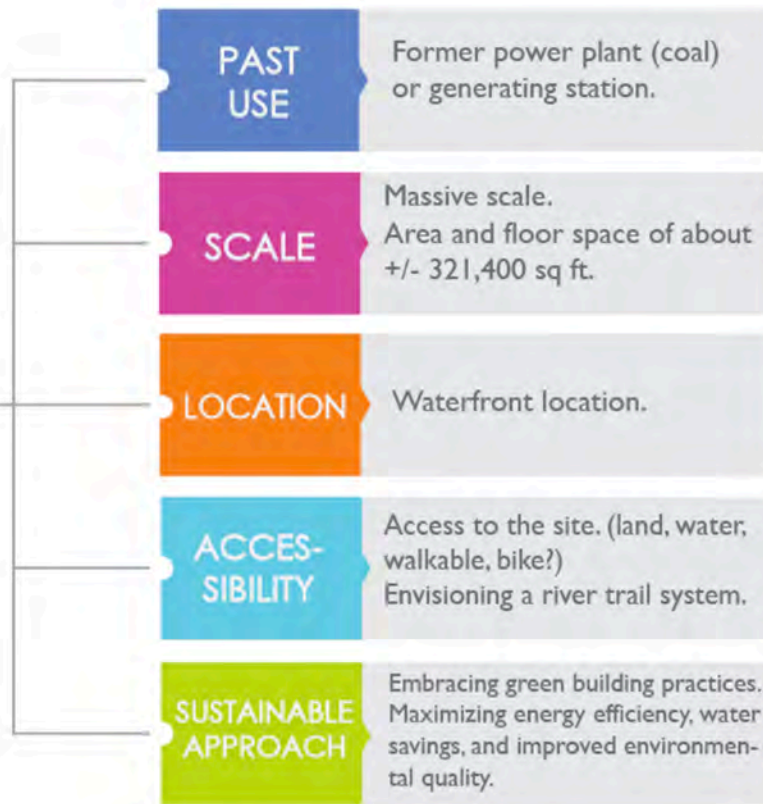 PAST
USE
Former power plant (coal)
or generating station.
SCALE
Massive scale.
Area and floor space of about
+/- 321,400 sq ft.
LOCATION
Waterfront location.
ACCES-
SIBILITY
Access to the site. (land, water,
walkable, bike?)
Envisioning a river trail system.
SUSTAINABLE
APPROACH
Embracing green building practices.
Maximizing energy efficiency, water
savings, and improved environmen-
tal quality.